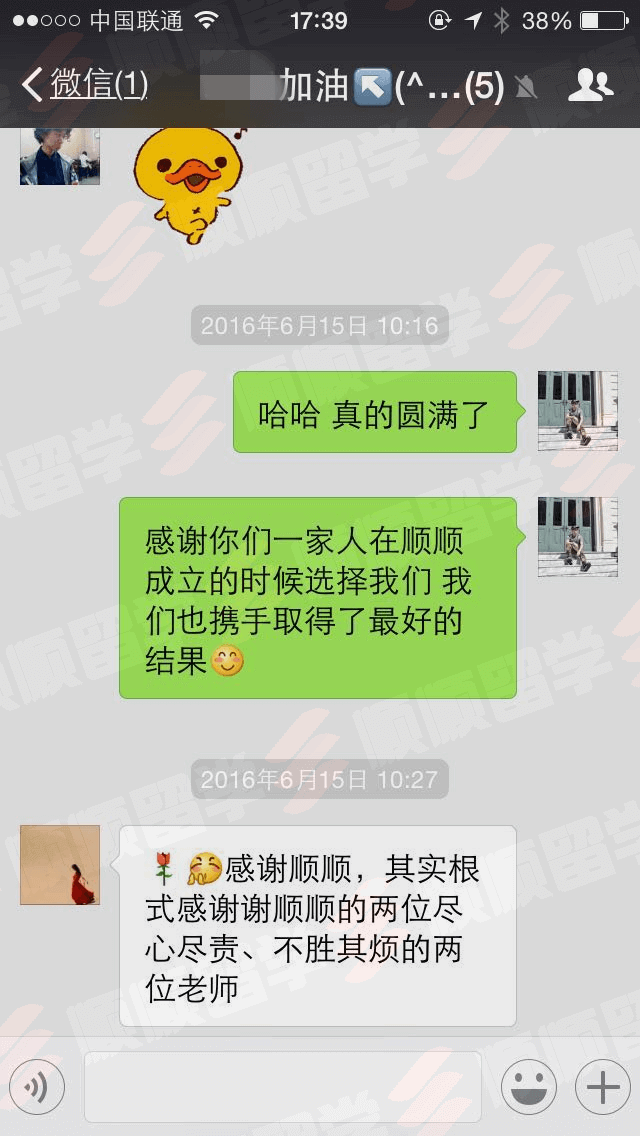 中国联通 17:39 38%
微信(1) 加油↖(^...(5)
2016年6月15日 10:16
哈哈 真的圆满了
感谢你们一家人在顺顺
成立的时候选择我们 我
们也携手取得了最好的
结果😊
2016年6月15日 10:27
🌹🤗感谢顺顺，其实根
式感谢谢顺顺的两位尽
心尽责、不胜其烦的两
位老师
顺顺留学